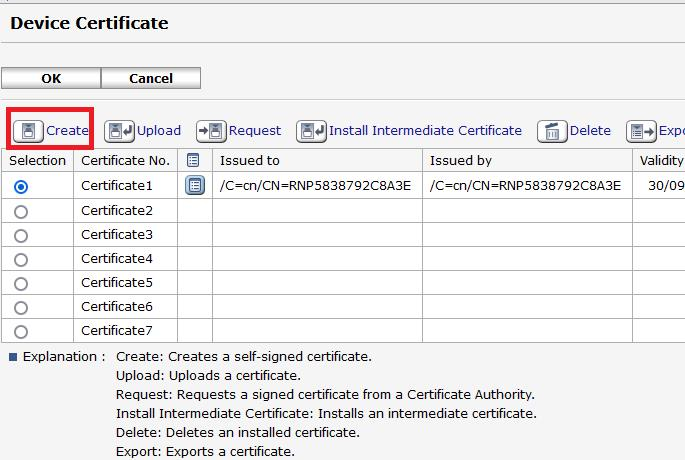 Device Certificate
OK Cancel
Create Upload Request Install Intermediate Certificate Delete
Selection Certificate No. Issued to Issued by Validity
Certificate1 /C=cn/CN=RNP5838792C8A3E /C=cn/CN=RNP5838792C8A3E 30/09
Certificate2
Certificate3
Certificate4
Certificate5
Certificate6
Certificate7
Explanation : Create: Creates a self-signed certificate.
Upload: Uploads a certificate.
Request: Requests a signed certificate from a Certificate Authority.
Install Intermediate Certificate: Installs an intermediate certificate.
Delete: Deletes an installed certificate.
Export: Exports a certificate.